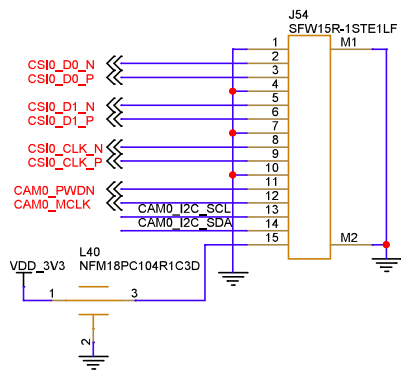 J54
SFW15R-1STE1LF
1
M1
CSI0_D0_N
2
CSI0_D0_P
3
4
CSI0_D1_N
5
CSI0_D1_P
6
7
CSI0_CLK_N
8
CSI0_CLK_P
9
10
CAM0_PWDN
11
CAM0_MCLK
12
CAM0_I2C_SCL
13
CAM0_I2C_SDA
14
15
M2
L40
NFM18PC104R1C3D
VDD_3V3
1
3
2